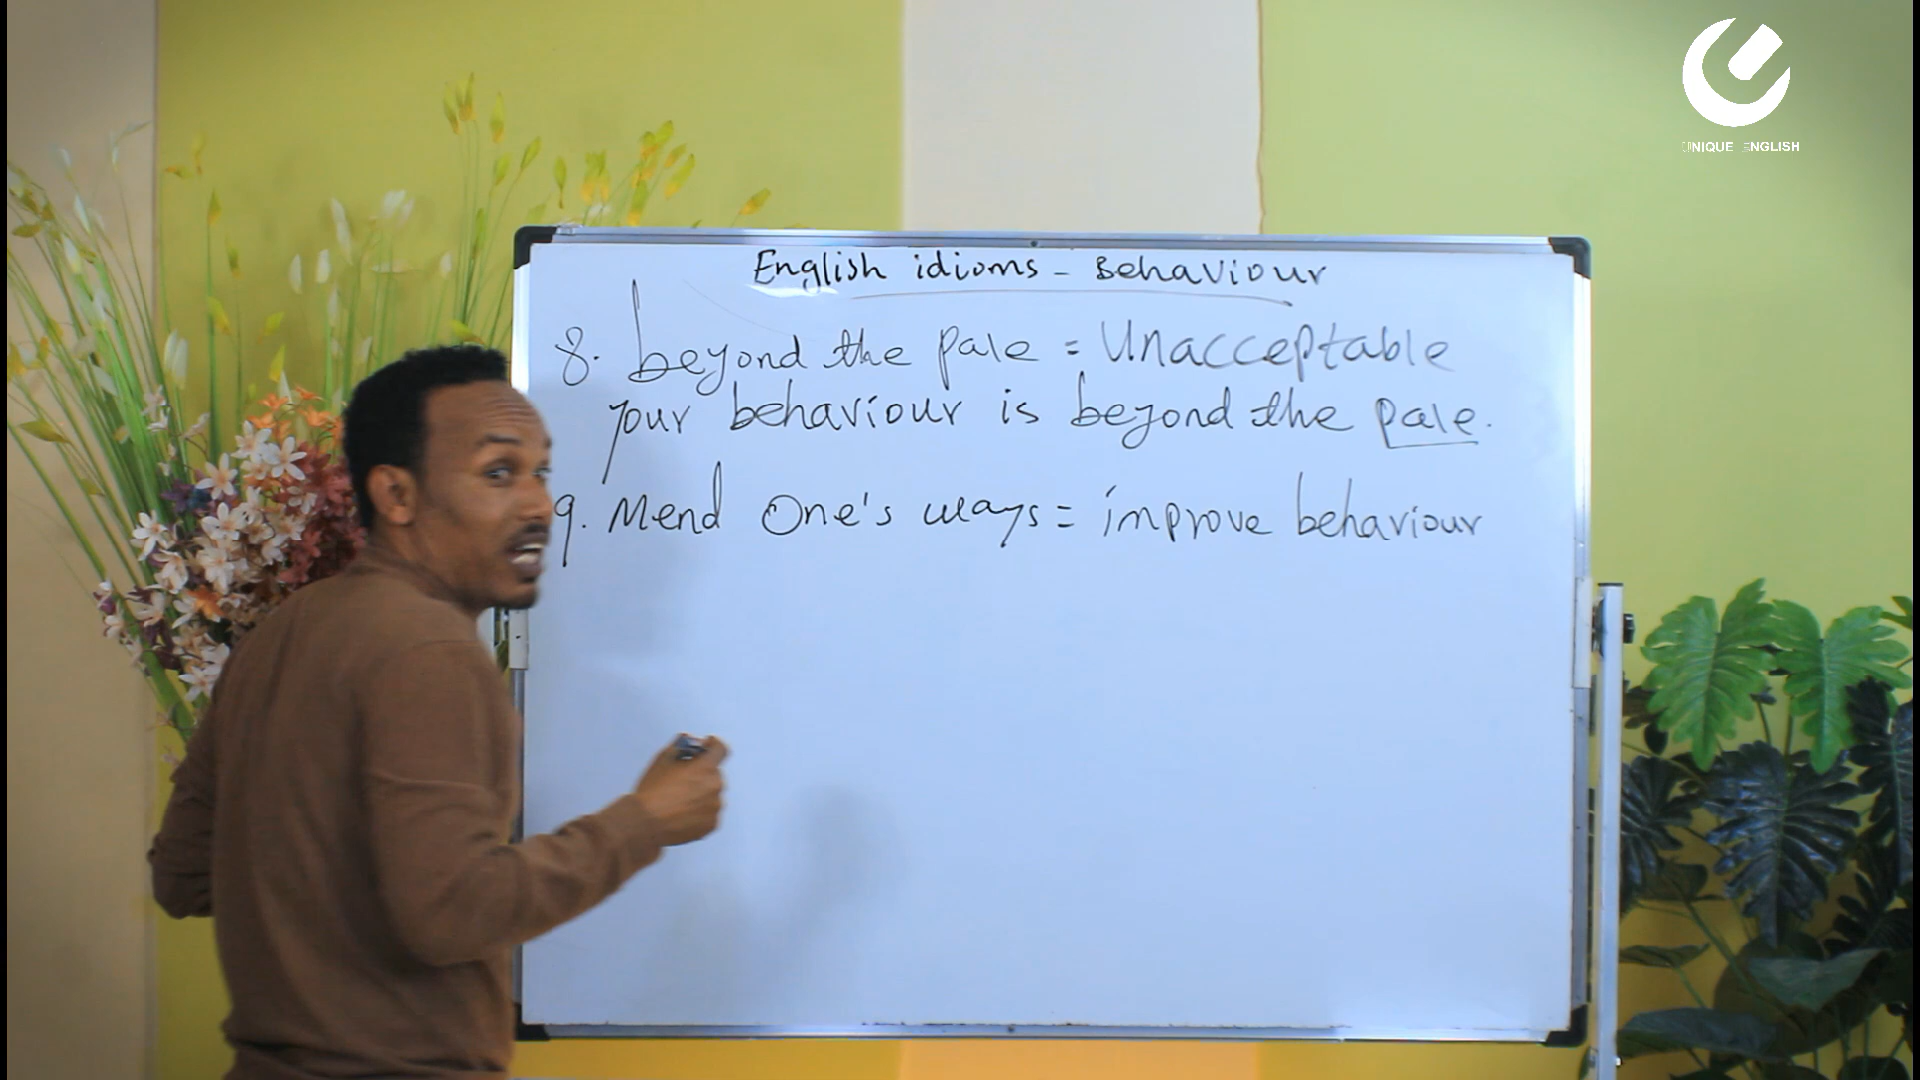 UNIQUE ENGLISH
English idioms - Behaviour
8. beyond the pale = Unacceptable
your behaviour is beyond the pale.
9. Mend One's ways = improve behaviour